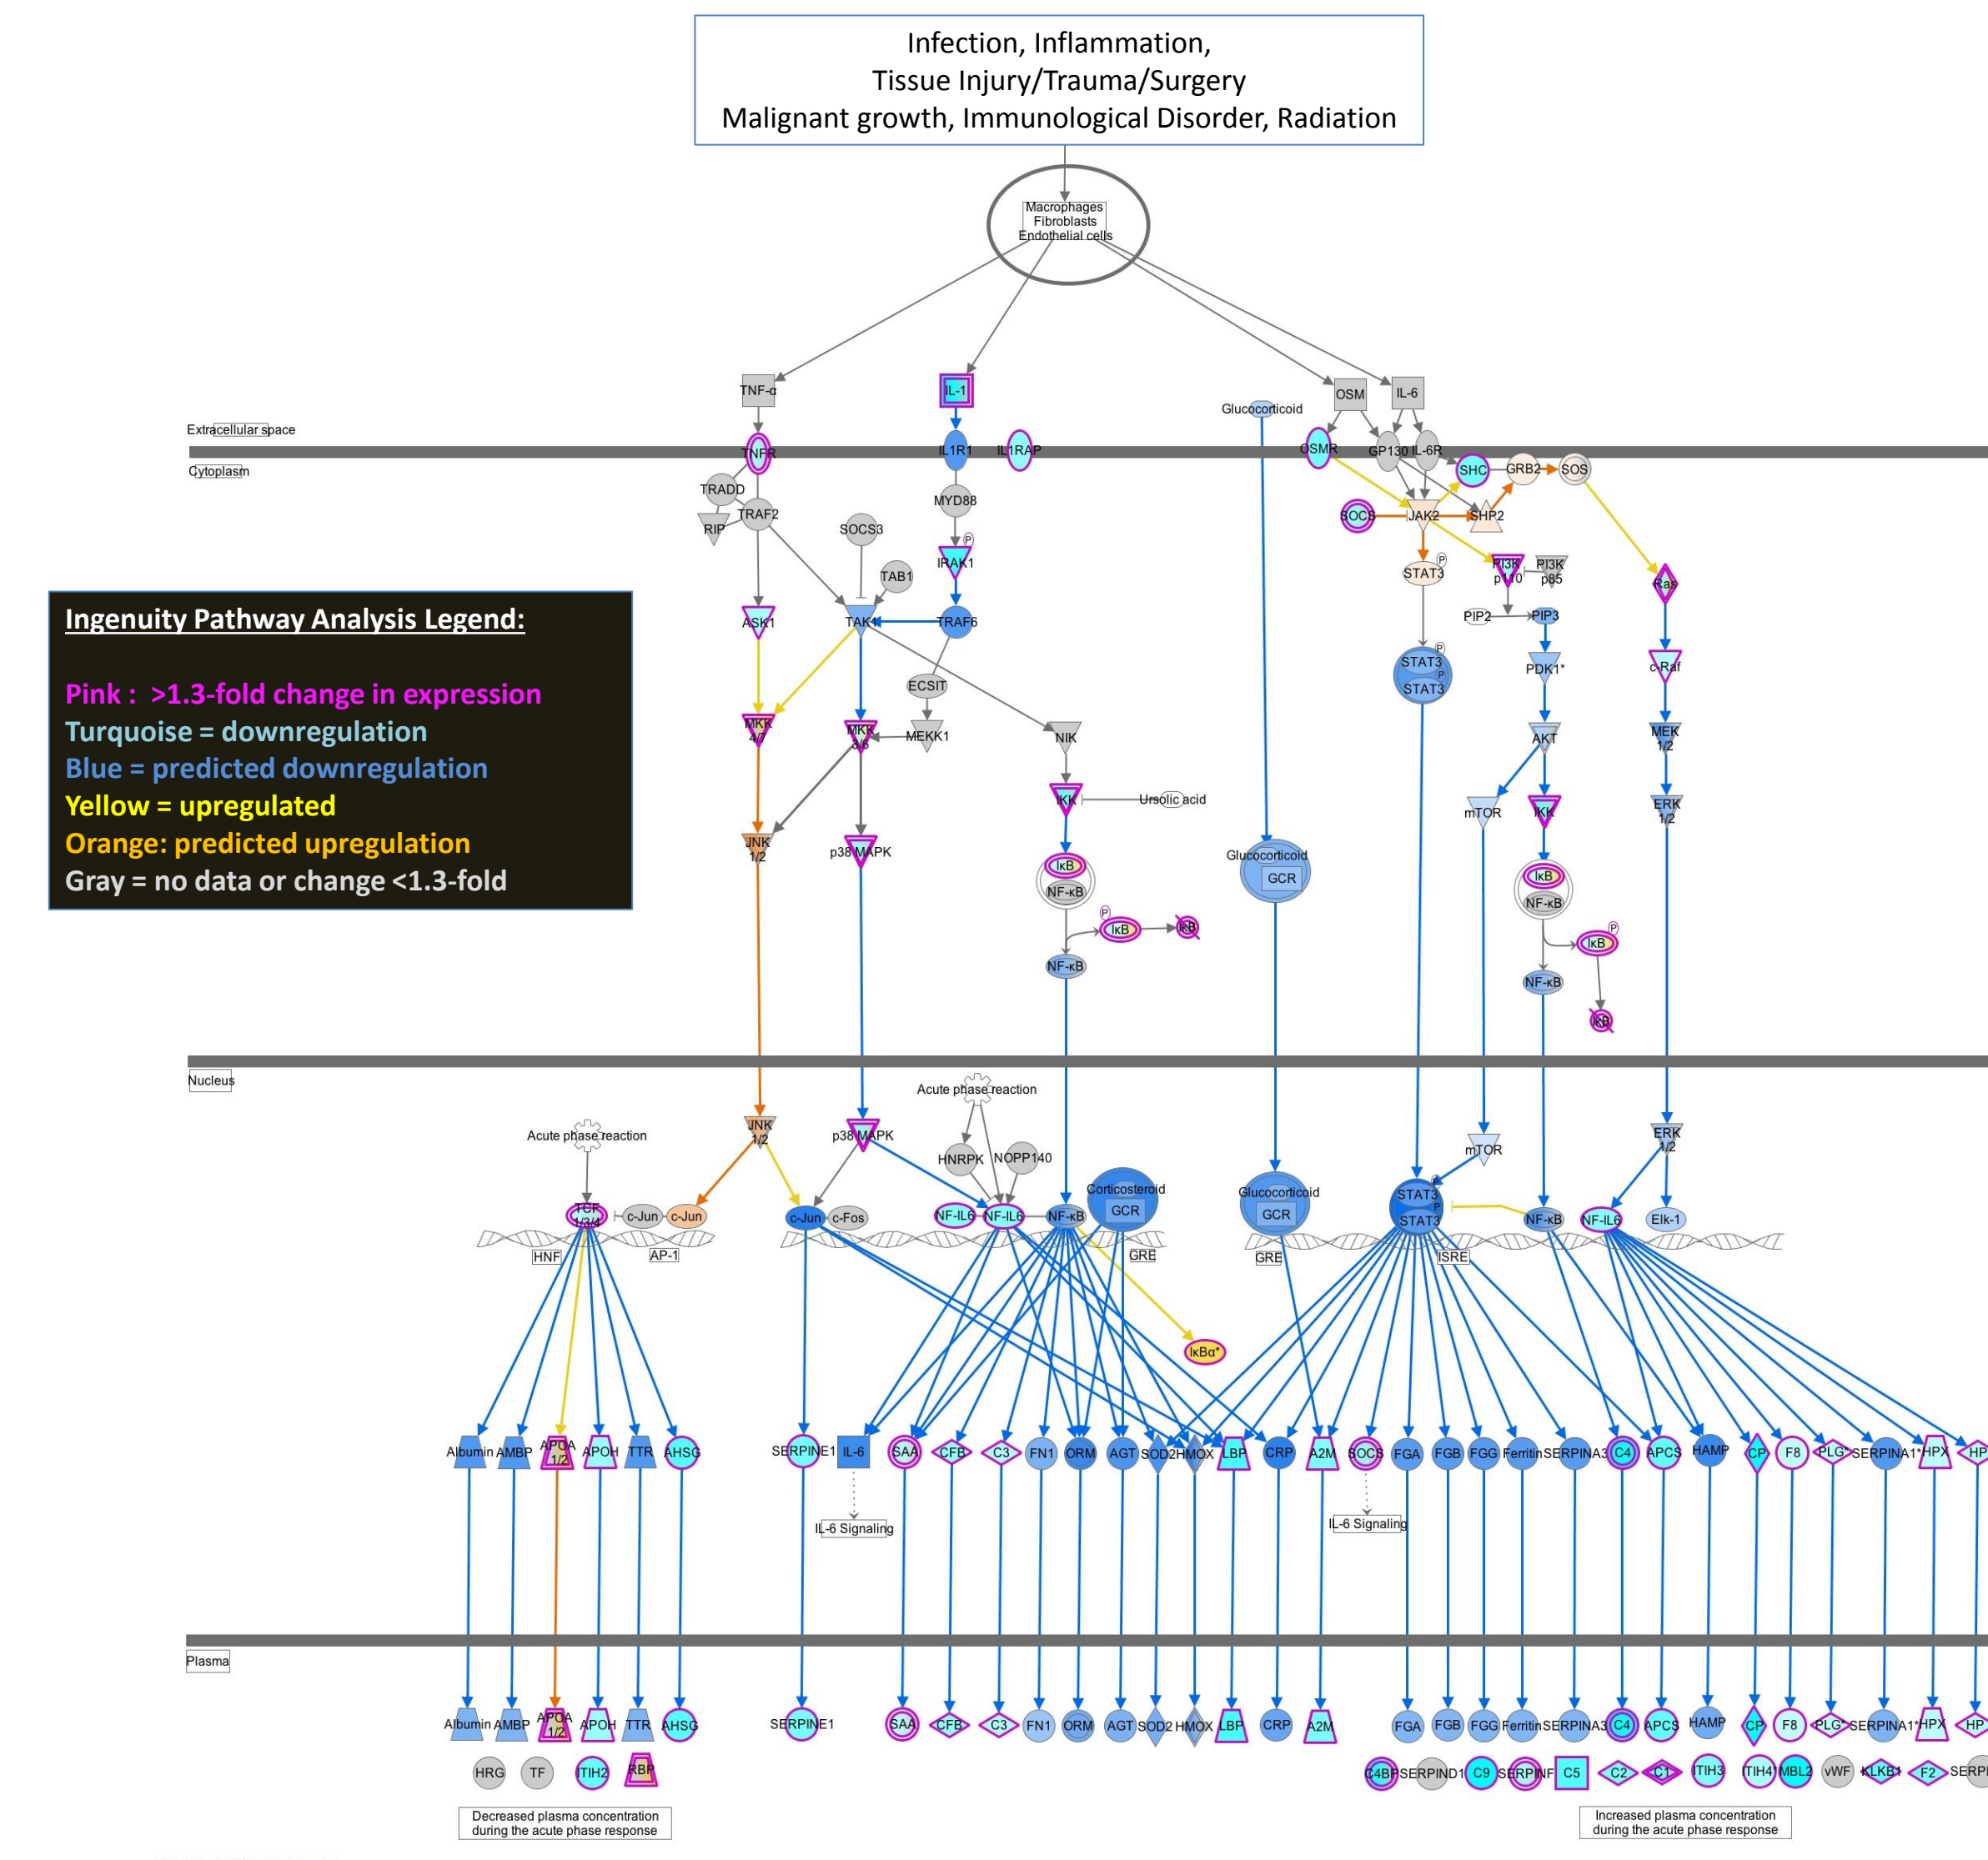 Infection, Inflammation,
Tissue Injury/Trauma/Surgery
Malignant growth, Immunological Disorder, Radiation
Macrophages
Fibroblasts
Endothelial cells
TNF-α
IL-1
OSM
IL-6
Glucocorticoid
Extracellular space
TNFR
IL1R1
IL1RAP
OSMR
GP130
IL-6R
Cytoplasm
SHC
GRB2
SOS
TRADD
TRAF2
RIP
MYD88
SOCS3
SOCS
JAK2
SHP2
P
IRAK1
TAB1
P
STAT3
PI3K
p110
PI3K
p85
Ras
ASK1
TAK1
TRAF6
PIP2
PIP3
Ingenuity Pathway Analysis Legend:
Pink : >1.3-fold change in expression
Turquoise = downregulation
Blue = predicted downregulation
Yellow = upregulated
Orange: predicted upregulation
Gray = no data or change <1.3-fold
P
STAT3
P
STAT3
PDK1*
c-Raf
ECSIT
MKK
4/7
MKK
3/6
MEKK1
NIK
AKT
MEK
1/2
IKK
Ursolic acid
mTOR
IKK
ERK
1/2
JNK
1/2
p38 MAPK
Glucocorticoid
GCR
IκB
NF-κB
IκB
NF-κB
P
IκB
IκB
P
IκB
NF-κB
NF-κB
IκB
Nucleus
Acute phase reaction
Acute phase reaction
JNK
1/2
p38 MAPK
HNRPK
NOPP140
mTOR
ERK
1/2
TCF
1/3/4
c-Jun
c-Jun
c-Jun
c-Fos
NF-IL6
NF-IL6
NF-κB
Corticosteroid
GCR
Glucocorticoid
GCR
P
STAT3
P
STAT3
NF-κB
NF-IL6
Elk-1
HNF
AP-1
GRE
GRE
ISRE
IκBα*
Albumin
AMBP
APOA
1/2
APOH
TTR
AHSG
SERPINE1
IL-6
SAA
CFB
C3
FN1
ORM
AGT
SOD2
HMOX
LBP
CRP
A2M
SOCS
FGA
FGB
FGG
Ferritin
SERPINA3
C4
APCS
HAMP
CP
F8
PLG*
SERPINA1*
HPX
HP
IL-6 Signaling
IL-6 Signaling
Plasma
Albumin
AMBP
APOA
1/2
APOH
TTR
AHSG
SERPINE1
SAA
CFB
C3
FN1
ORM
AGT
SOD2
HMOX
LBP
CRP
A2M
FGA
FGB
FGG
Ferritin
SERPINA3
C4
APCS
HAMP
CP
F8
PLG*
SERPINA1*
HPX
HP
HRG
TF
ITIH2
RBP
C4BP
SERPIND1
C9
SERPINF
C5
C2
C1
ITIH3
ITIH4*
MBL2
vWF
KLKB1
F2
Decreased plasma concentration
during the acute phase response
Increased plasma concentration
during the acute phase response